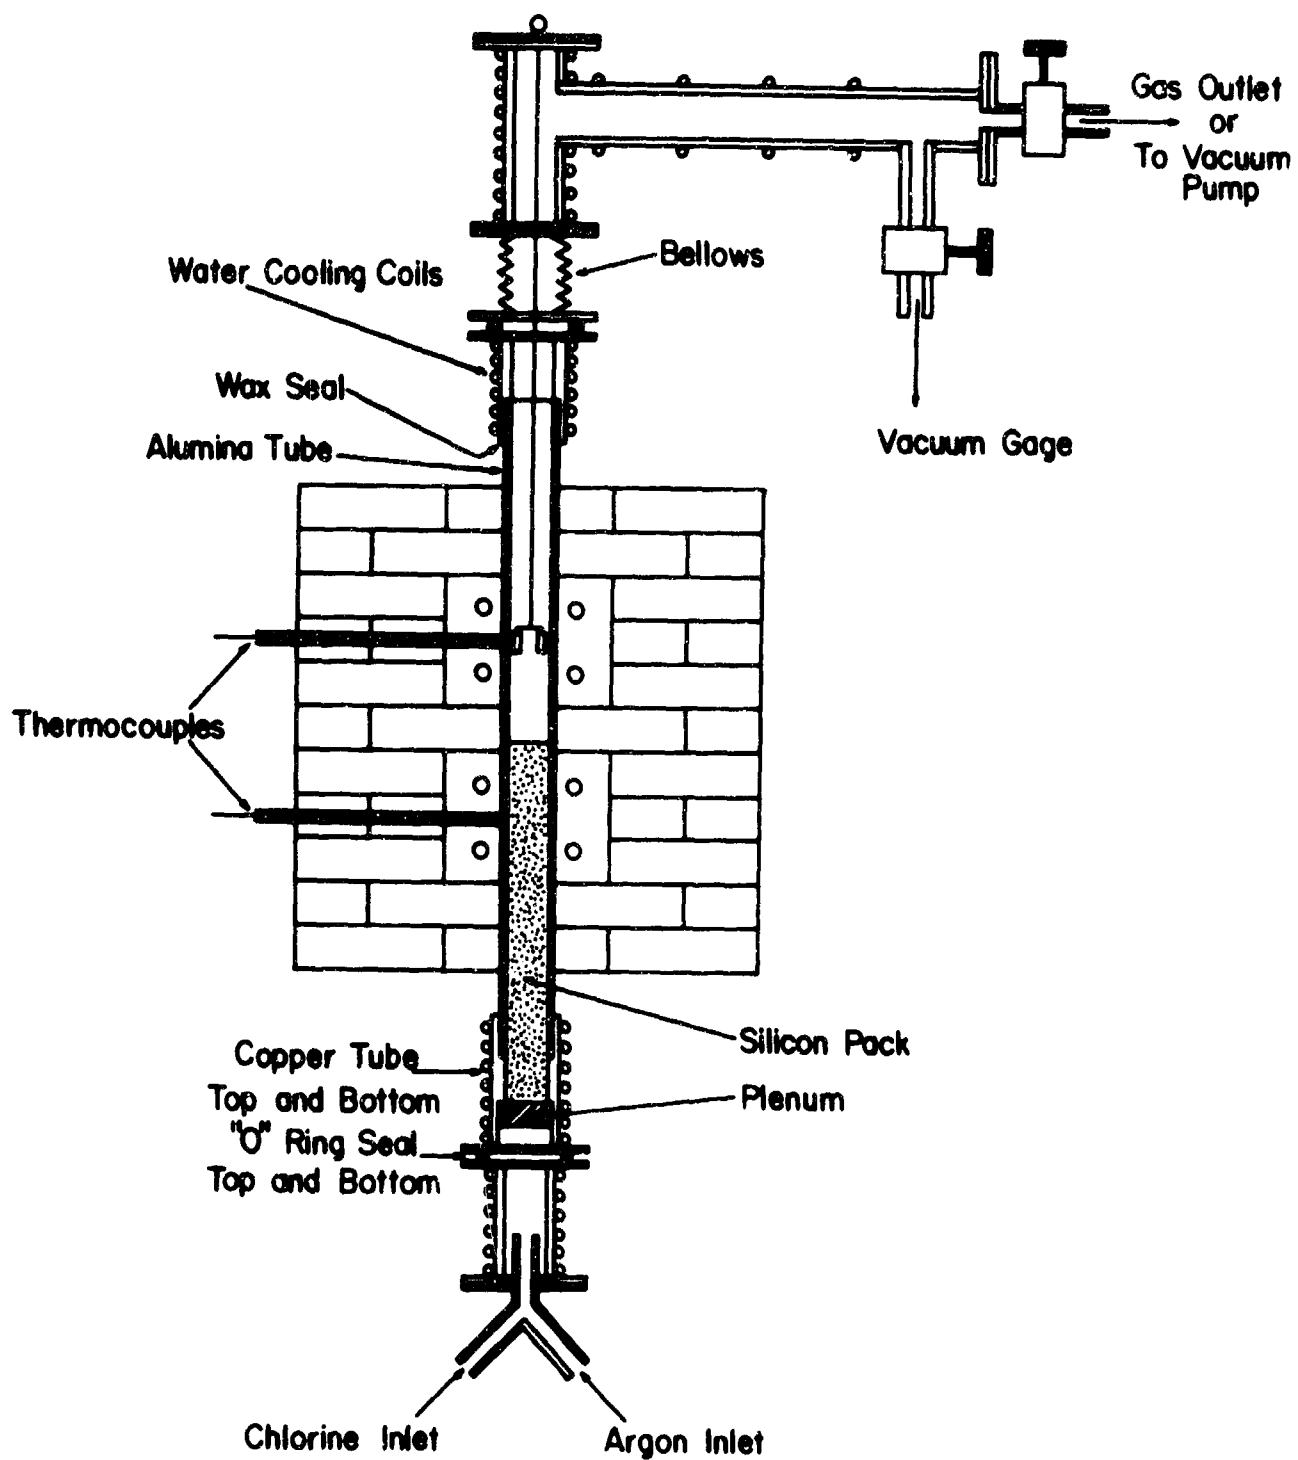 Gas Outlet
or
To Vacuum
Pump
Bellows
Water Cooling Coils
Wax Seal
Alumina Tube
Vacuum Gage
Thermocouples
Silicon Pack
Copper Tube
Top and Bottom
Plenum
"O" Ring Seal
Top and Bottom
Chlorine Inlet
Argon Inlet